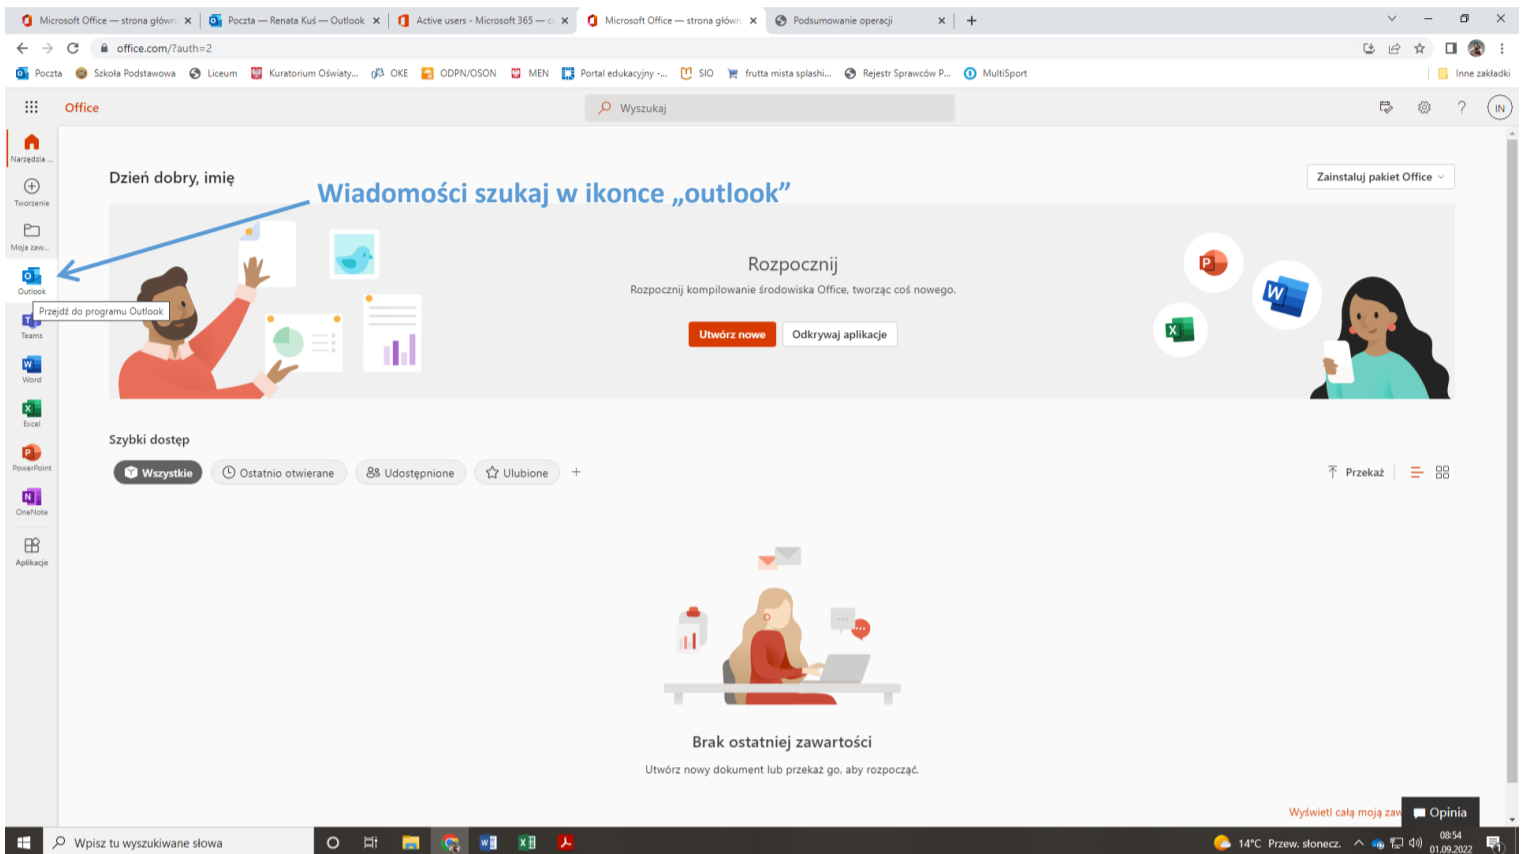 Microsoft Office — strona główn
Poczta — Renata Kuś — Outlook
Active users - Microsoft 365 — c
Microsoft Office — strona główn
Podsumowanie operacji
office.com/?auth=2
Poczta
Szkoła Podstawowa
Liceum
Kuratorium Oświaty...
OKE
ODPN/OSON
MEN
Portal edukacyjny -...
SIO
frutta mista splashi...
Rejestr Sprawców P...
MultiSport
Inne zakładki
Office
Wyszukaj
IN
Narzędzia ...
Tworzenie
Moja zaw...
Outlook
Przejdź do programu Outlook
Teams
Word
Excel
PowerPoint
OneNote
Aplikacje
Dzień dobry, imię
Zainstaluj pakiet Office
Wiadomości szukaj w ikonce „outlook”
Rozpocznij
Rozpocznij kompilowanie środowiska Office, tworząc coś nowego.
Utwórz nowe
Odkrywaj aplikacje
Szybki dostęp
Wszystkie
Ostatnio otwierane
Udostępnione
Ulubione
Przekaż
Brak ostatniej zawartości
Utwórz nowy dokument lub przekaż go, aby rozpocząć.
Wyświetl całą moją zaw
Opinia
Wpisz tu wyszukiwane słowa
14°C Przew. słonecz.
08:54
01.09.2022